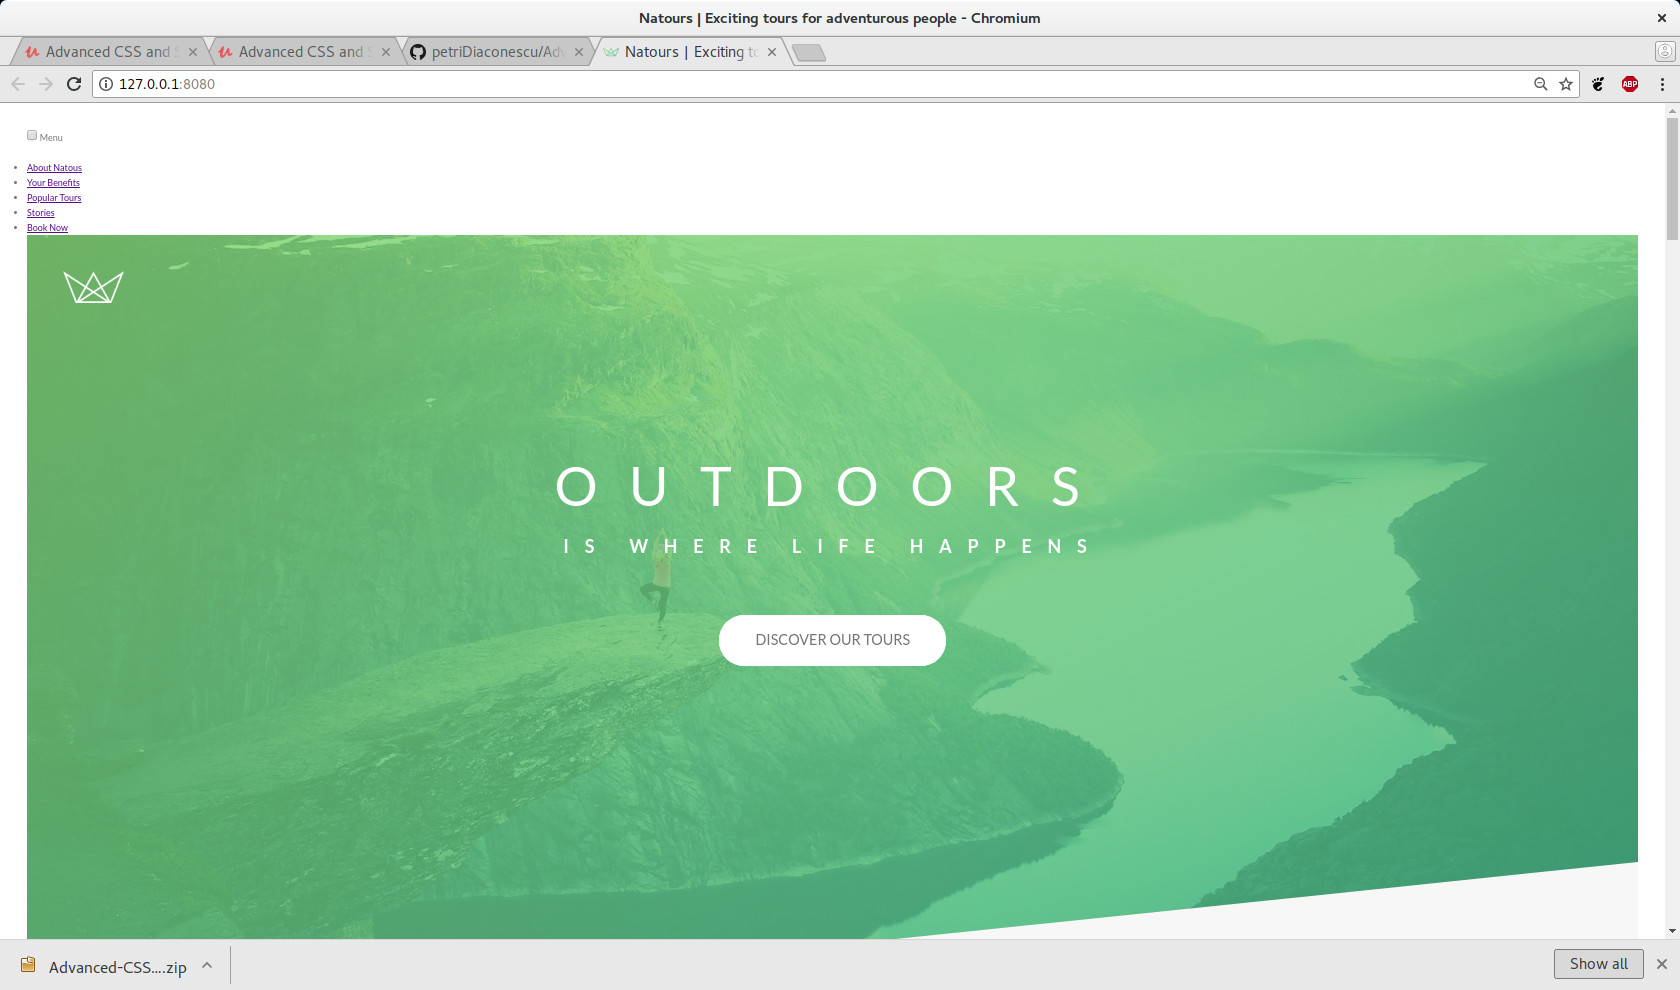 Natours | Exciting tours for adventurous people - Chromium
Advanced CSS and S
Advanced CSS and S
petriDiaconescu/Adv
Natours | Exciting to
127.0.0.1:8080
ABP
Menu
About Natous
Your Benefits
Popular Tours
Stories
Book Now
OUTDOORS
IS WHERE LIFE HAPPENS
DISCOVER OUR TOURS
Advanced-CSS....zip
Show all